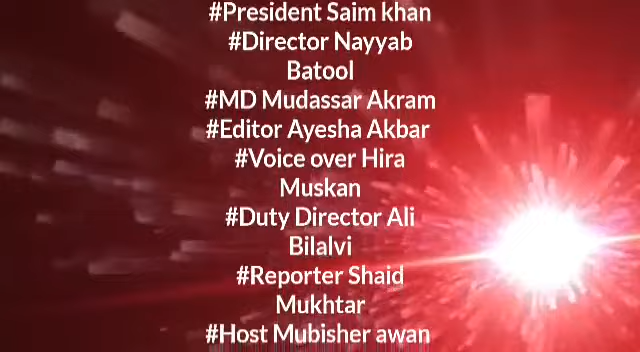 #President Saim khan
#Director Nayyab
Batool
#MD Mudassar Akram
#Editor Ayesha Akbar
#Voice over Hira
Muskan
#Duty Director Ali
Bilalvi
#Reporter Shaid
Mukhtar
#Host Mubisher awan